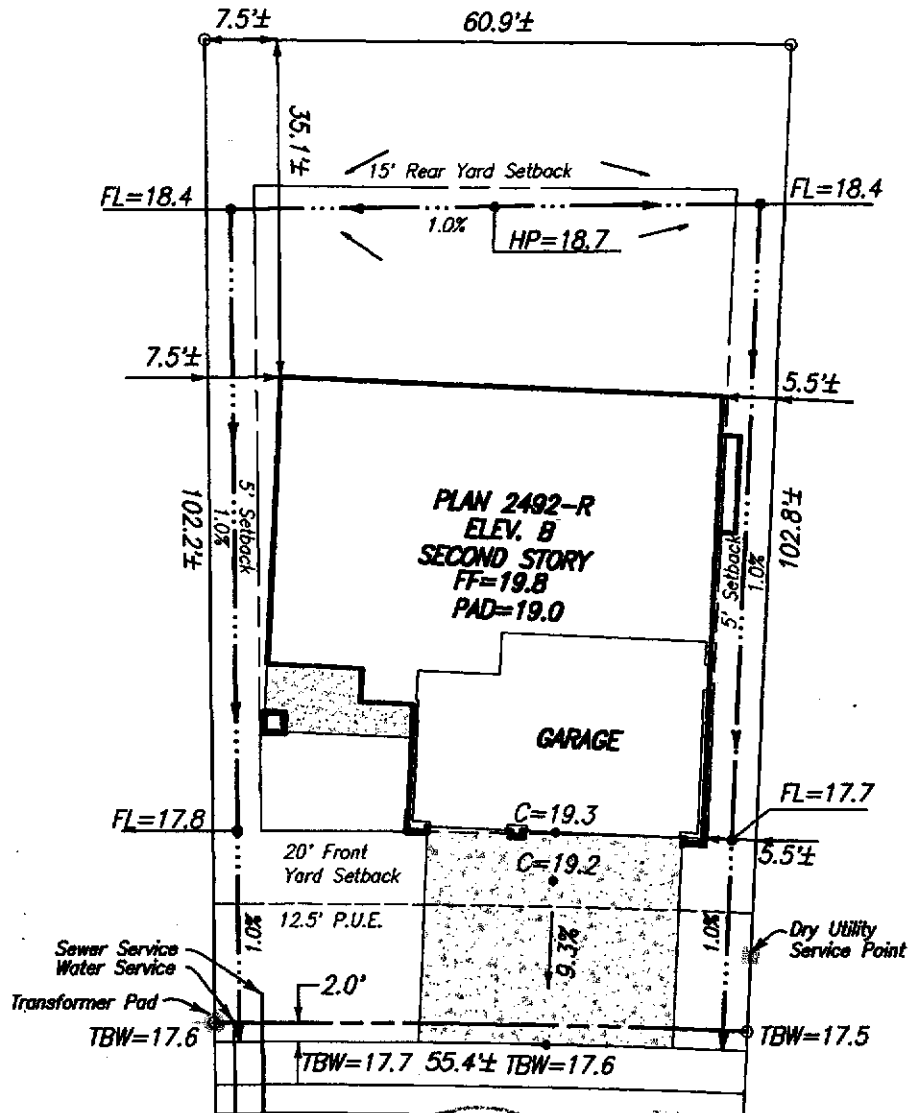 7.5'±
60.9'±
35.1'±
15' Rear Yard Setback
FL=18.4
FL=18.4
1.0%
HP=18.7
7.5'±
5.5'±
102.2'±
5' Setback
1.0%
PLAN 2492-R
ELEV. B
SECOND STORY
FF=19.8
PAD=19.0
5' Setback
1.0%
102.8'±
GARAGE
FL=17.8
C=19.3
FL=17.7
20' Front
Yard Setback
C=19.2
5.5'±
12.5' P.U.E.
1.0%
9.3%
1.0%
Dry Utility
Service Point
Sewer Service
Water Service
Transformer Pad
2.0'
TBW=17.6
TBW=17.5
TBW=17.7
55.4'±
TBW=17.6